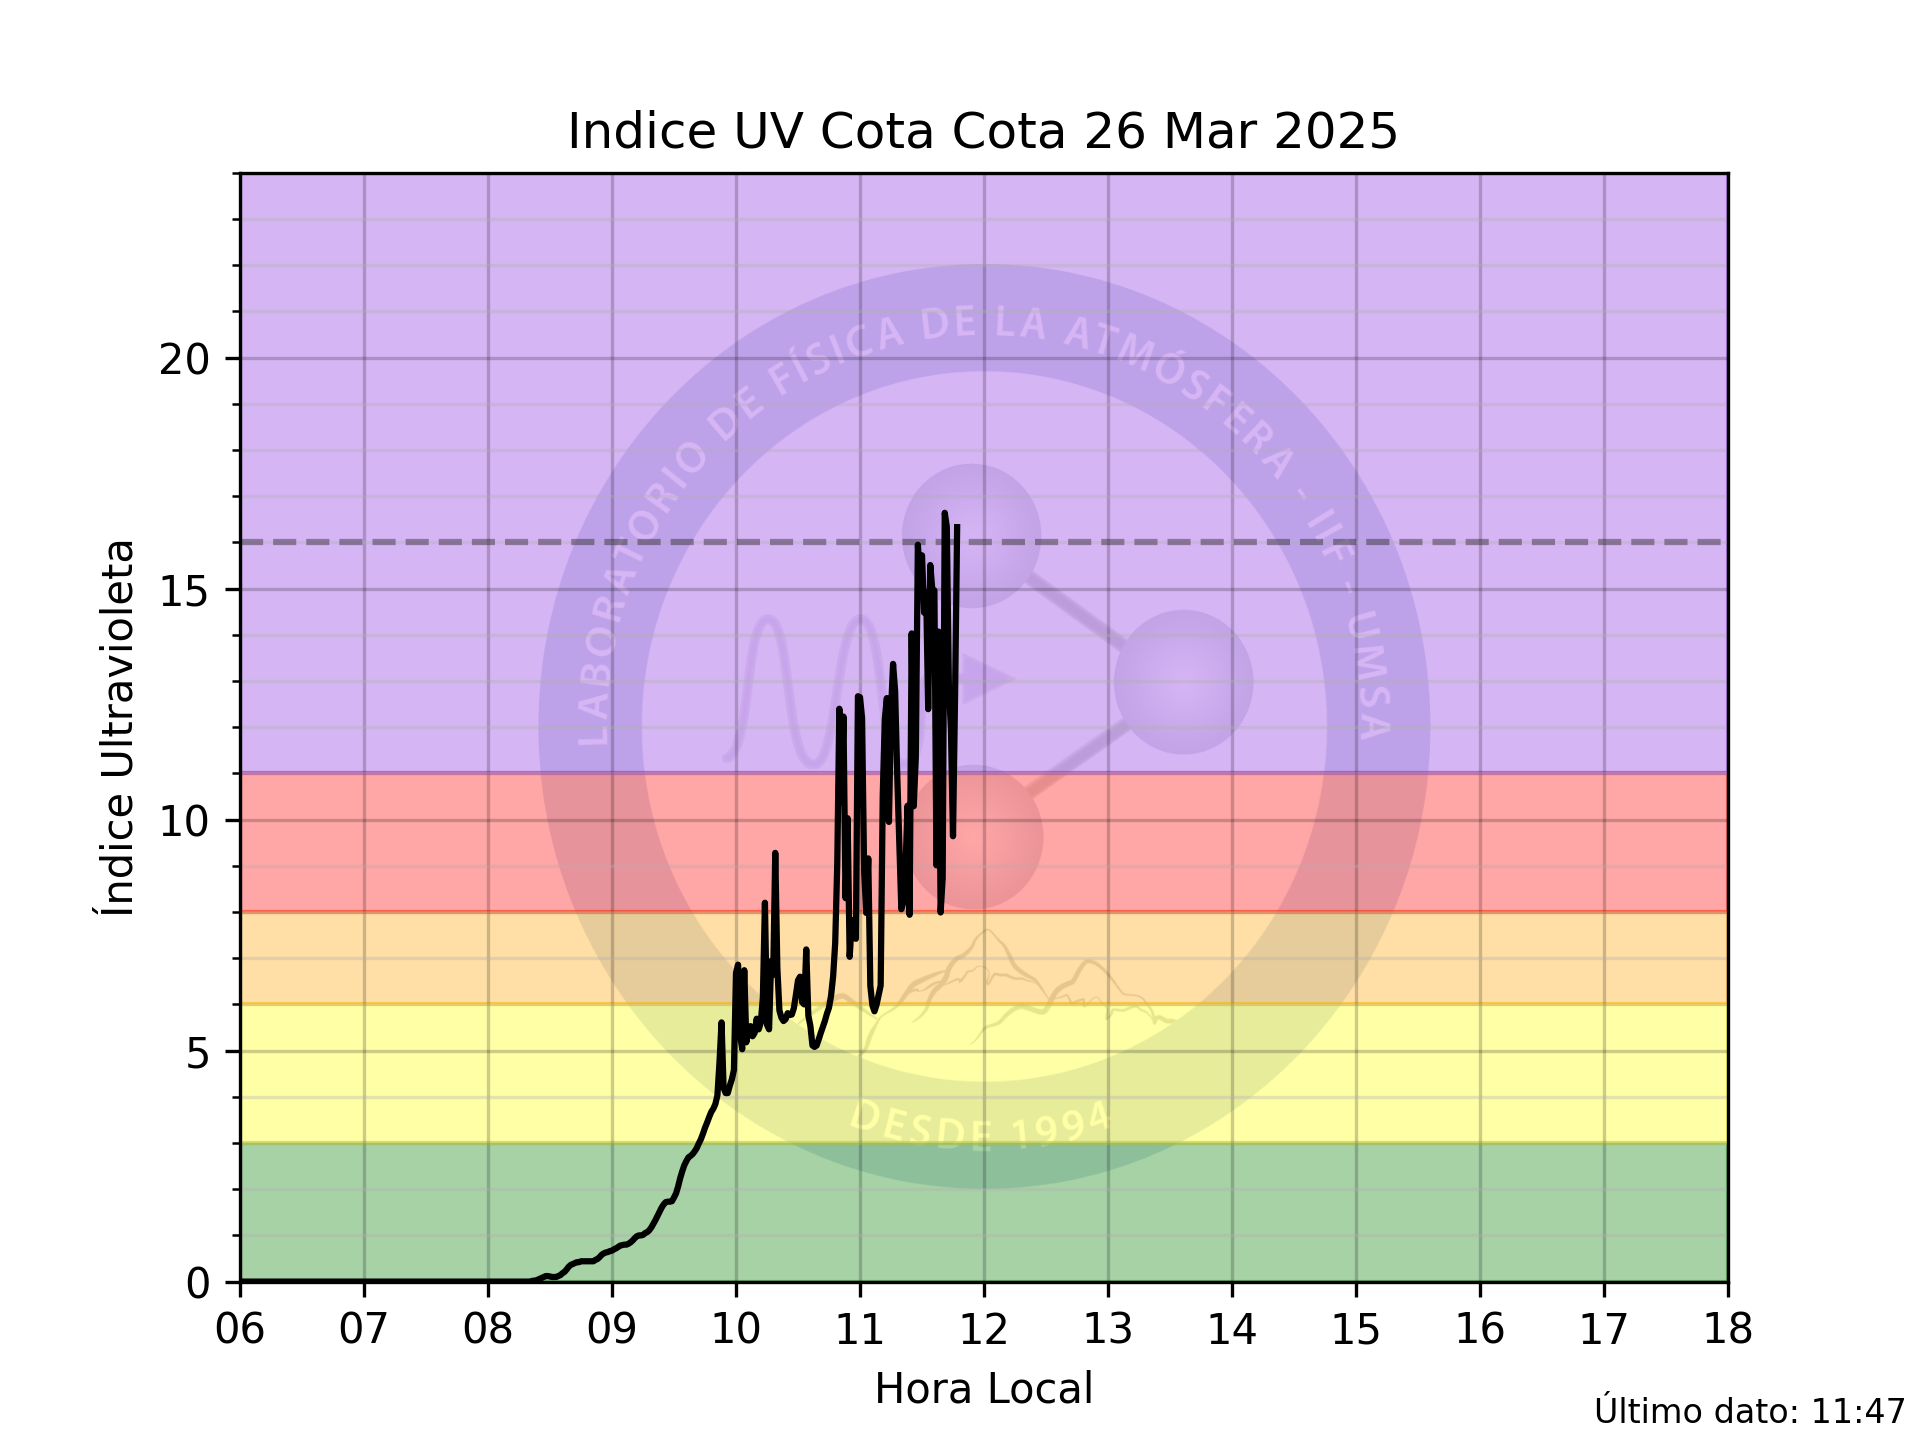 Indice UV Cota Cota 26 Mar 2025
LABORATORIO DE FÍSICA DE LA ATMÓSFERA - IIF - UMSA
DESDE 1994
Índice Ultravioleta
20
15
10
5
0
06 07 08 09 10 11 12 13 14 15 16 17 18
Hora Local
Último dato: 11:47